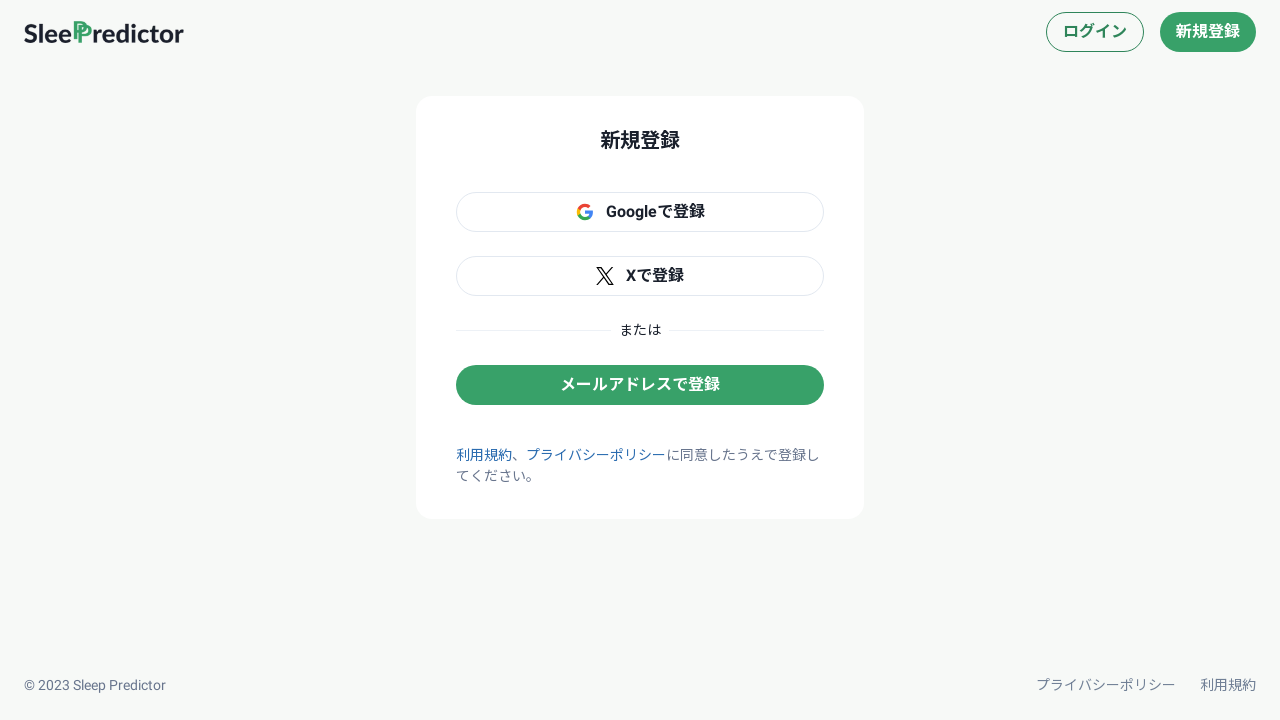 SleepPredictor
ログイン
新規登録
新規登録
Googleで登録
Xで登録
または
メールアドレスで登録
利用規約、プライバシーポリシーに同意したうえで登録し
てください。
© 2023 Sleep Predictor
プライバシーポリシー
利用規約